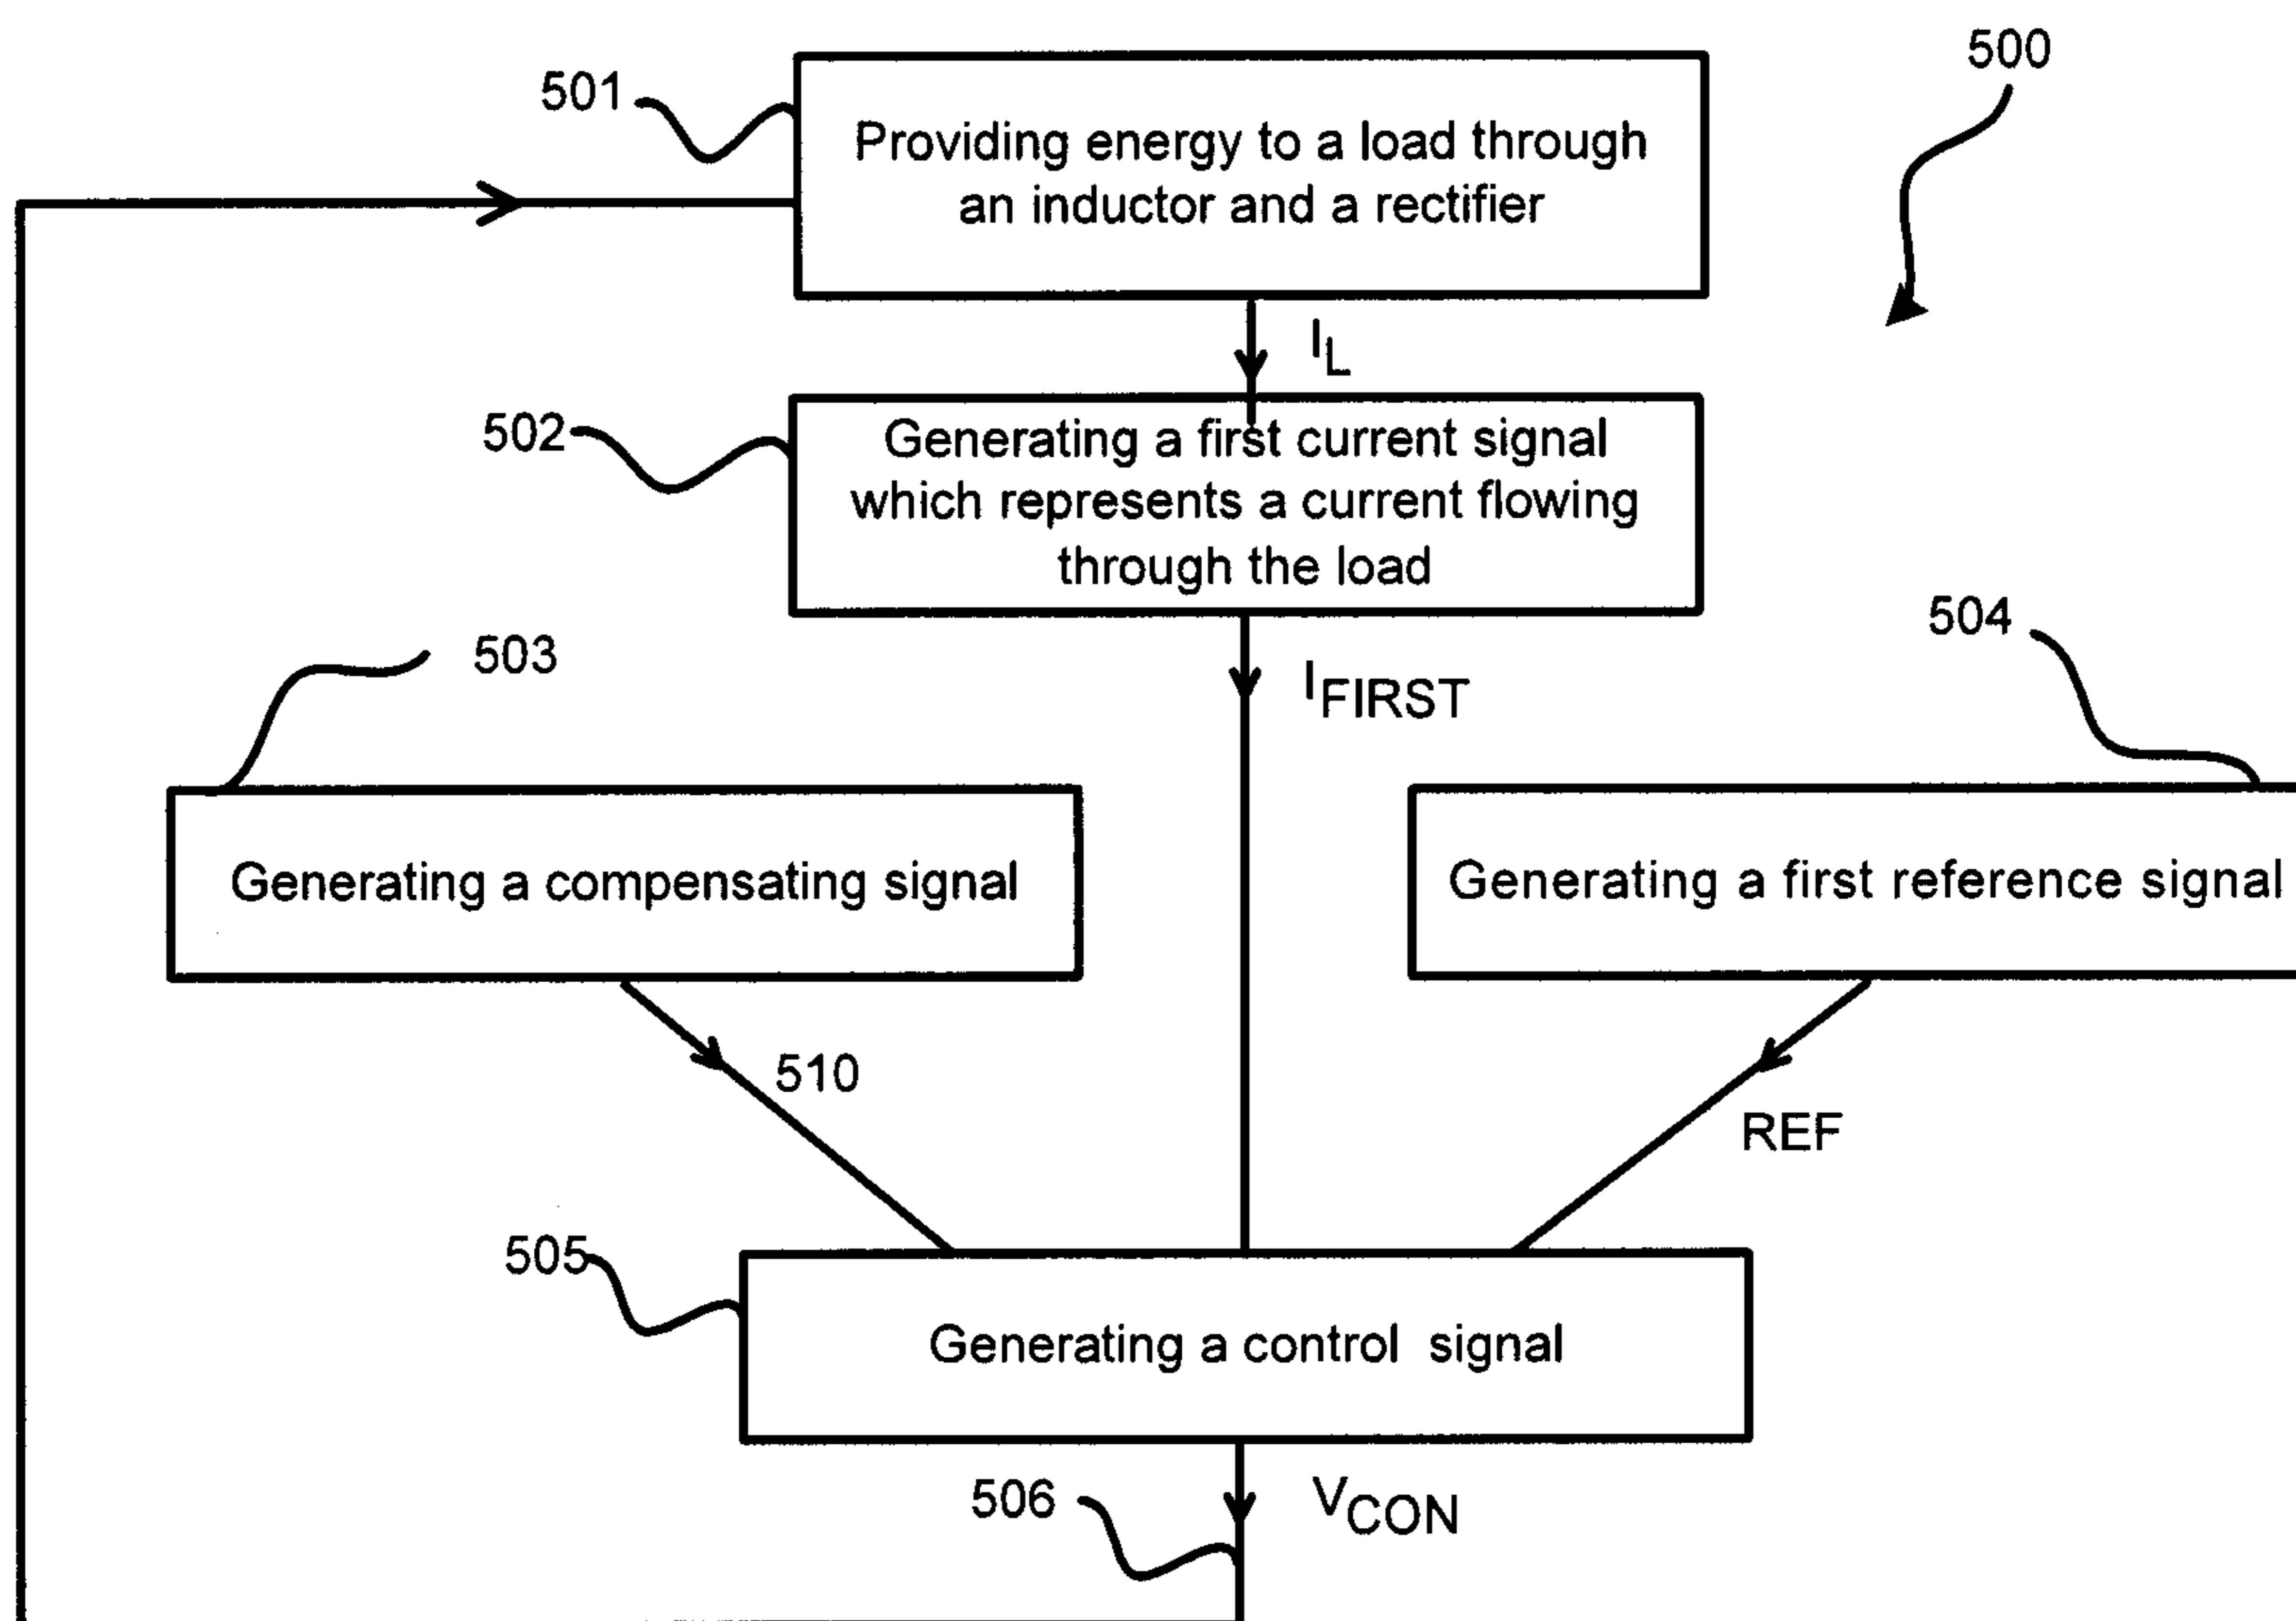 500
501
Providing energy to a load through
an inductor and a rectifier
IL
502
Generating a first current signal
which represents a current flowing
through the load
504
503
IFIRST
Generating a compensating signal
Generating a first reference signal
510
REF
505
Generating a control signal
506
VCON